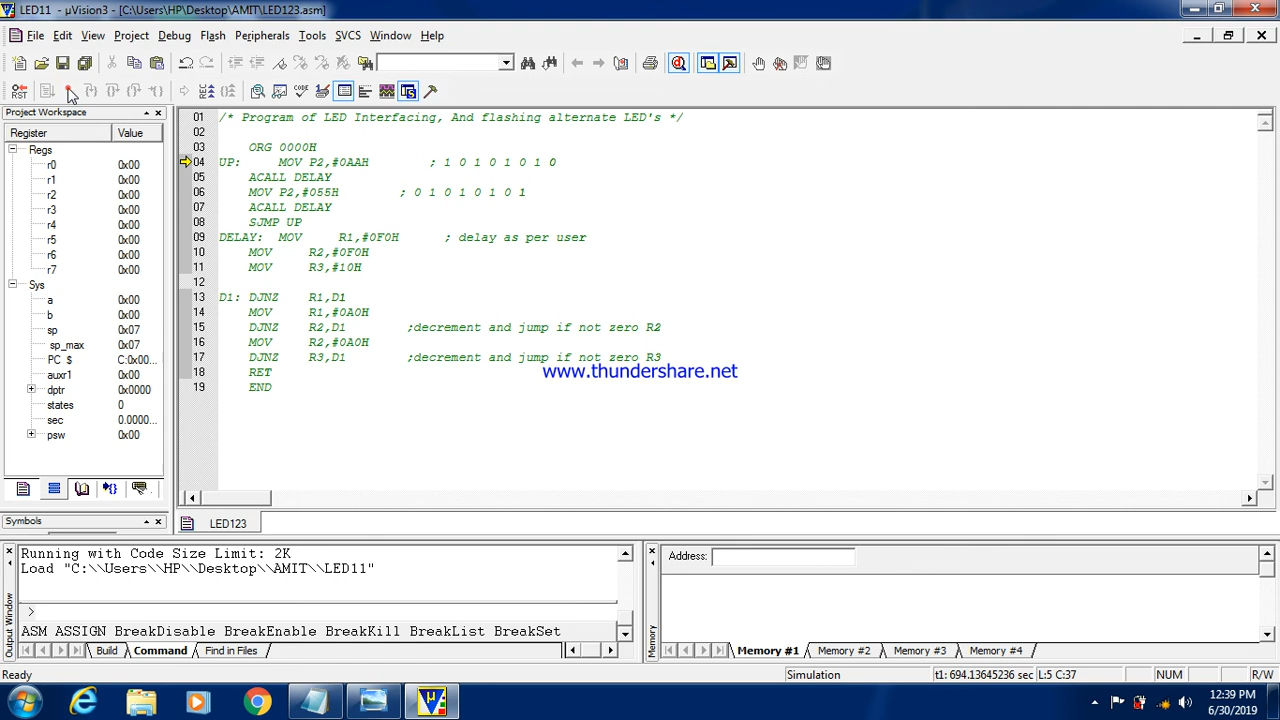 LED11 - µVision3 - [C:\Users\HP\Desktop\AMIT\LED123.asm]
File Edit View Project Debug Flash Peripherals Tools SVCS Window Help
Project Workspace
Register Value
Regs
r0 0x00
r1 0x00
r2 0x00
r3 0x00
r4 0x00
r5 0x00
r6 0x00
r7 0x00
Sys
a 0x00
b 0x00
sp 0x07
sp_max 0x07
PC $ C:0x00...
auxr1 0x00
dptr 0x0000
states 0
sec 0.0000...
psw 0x00
01 /* Program of LED Interfacing, And flashing alternate LED's */
02
03 ORG 0000H
04 UP: MOV P2,#0AAH ; 1 0 1 0 1 0 1 0
05 ACALL DELAY
06 MOV P2,#055H ; 0 1 0 1 0 1 0 1
07 ACALL DELAY
08 SJMP UP
09 DELAY: MOV R1,#0F0H ; delay as per user
10 MOV R2,#0F0H
11 MOV R3,#10H
12
13 D1: DJNZ R1,D1
14 MOV R1,#0A0H
15 DJNZ R2,D1 ;decrement and jump if not zero R2
16 MOV R2,#0A0H
17 DJNZ R3,D1 ;decrement and jump if not zero R3
18 RET
19 END
www.thundershare.net
Symbols
LED123
Running with Code Size Limit: 2K
Load "C:\\Users\\HP\\Desktop\\AMIT\\LED11"
>
ASM ASSIGN BreakDisable BreakEnable BreakKill BreakList BreakSet
Build Command Find in Files
Output Window
Address:
Memory
Memory #1 Memory #2 Memory #3 Memory #4
Ready Simulation t1: 694.13645236 sec L:5 C:37 NUM R/W
12:39 PM
6/30/2019